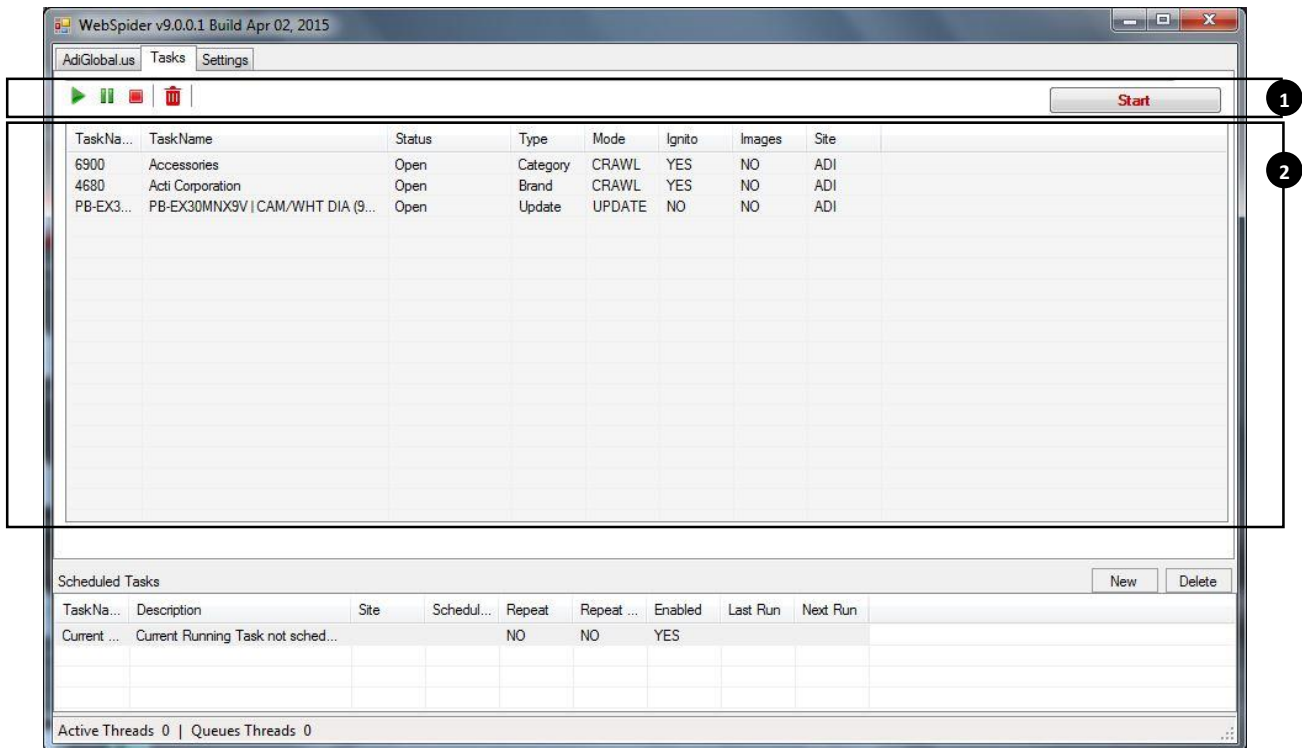 WebSpider v9.0.0.1 Build Apr 02, 2015
AdiGlobal.us Tasks Settings
Start
1
TaskNa... TaskName Status Type Mode Ignito Images Site
2
6900 Accessories Open Category CRAWL YES NO ADI
4680 Acti Corporation Open Brand CRAWL YES NO ADI
PB-EX3... PB-EX30MNX9V | CAM/WHT DIA (9... Open Update UPDATE NO NO ADI
Scheduled Tasks New Delete
TaskNa... Description Site Schedul... Repeat Repeat ... Enabled Last Run Next Run
Current ... Current Running Task not sched... NO NO YES
Active Threads 0 | Queues Threads 0